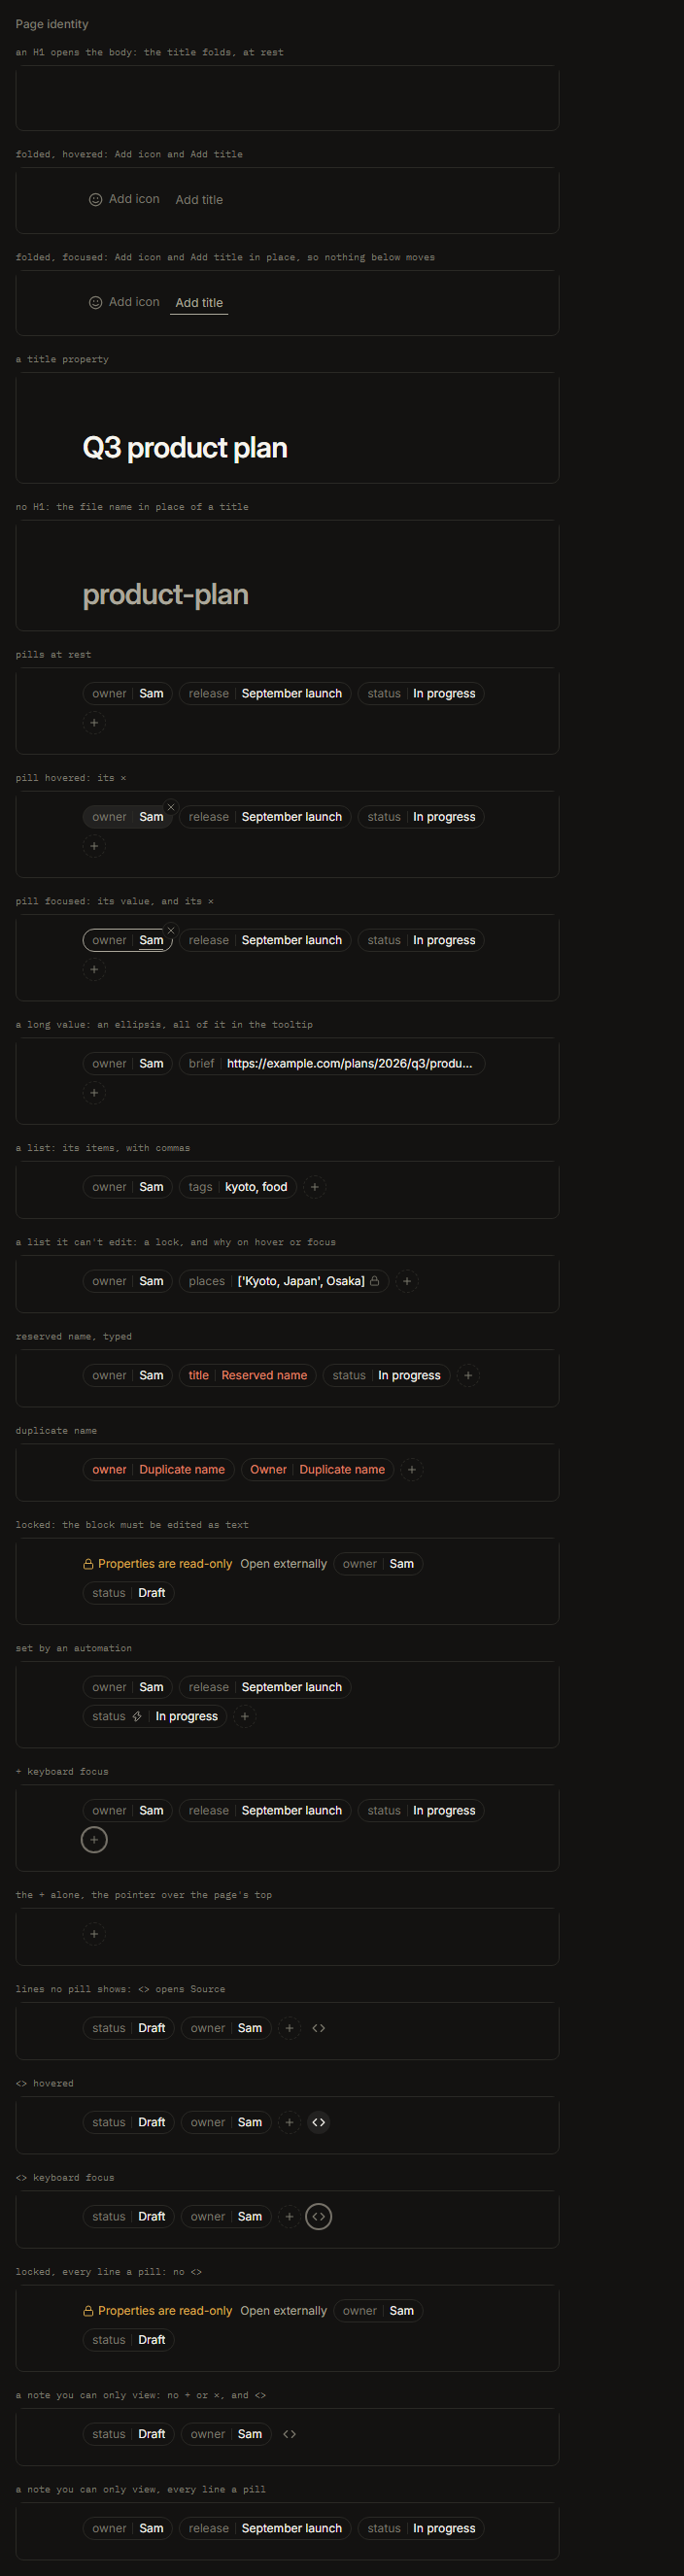 Page identity
an H1 opens the body: the title folds, at rest
folded, hovered: Add icon and Add title
Add icon Add title
folded, focused: Add icon and Add title in place, so nothing below moves
Add icon Add title
a title property
Q3 product plan
no H1: the file name in place of a title
product-plan
pills at rest
owner Sam release September launch status In progress
+
pill hovered: its ×
owner Sam × release September launch status In progress
+
pill focused: its value, and its ×
owner Sam × release September launch status In progress
+
a long value: an ellipsis, all of it in the tooltip
owner Sam brief https://example.com/plans/2026/q3/produ...
+
a list: its items, with commas
owner Sam tags kyoto, food +
a list it can't edit: a lock, and why on hover or focus
owner Sam places ['Kyoto, Japan', Osaka] +
reserved name, typed
owner Sam title Reserved name status In progress +
duplicate name
owner Duplicate name Owner Duplicate name +
locked: the block must be edited as text
Properties are read-only Open externally owner Sam
status Draft
set by an automation
owner Sam release September launch
status In progress +
+ keyboard focus
owner Sam release September launch status In progress
+
the + alone, the pointer over the page's top
+
lines no pill shows: <> opens Source
status Draft owner Sam + <>
<> hovered
status Draft owner Sam + <>
<> keyboard focus
status Draft owner Sam + <>
locked, every line a pill: no <>
Properties are read-only Open externally owner Sam
status Draft
a note you can only view: no + or ×, and <>
status Draft owner Sam <>
a note you can only view, every line a pill
owner Sam release September launch status In progress